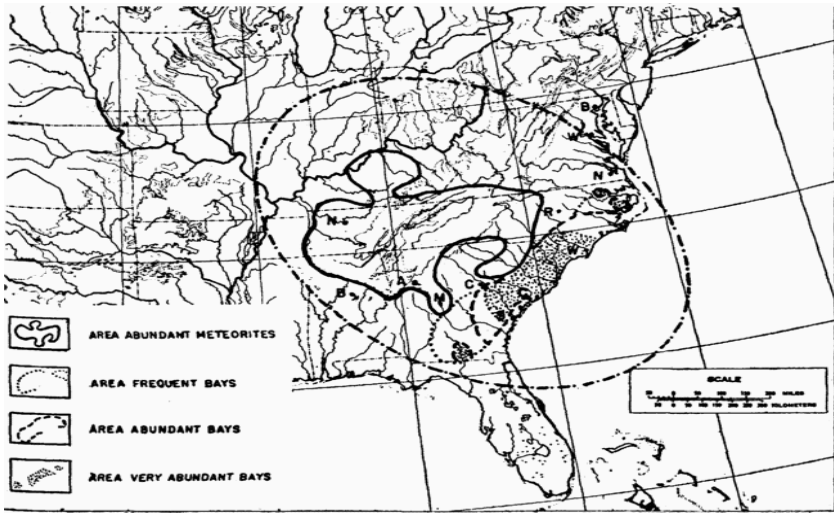 B
W
N
R
N
C
A
M
B
C
S
AREA ABUNDANT METEORITES
AREA FREQUENT BAYS
AREA ABUNDANT BAYS
AREA VERY ABUNDANT BAYS
SCALE
MILES
KILOMETERS